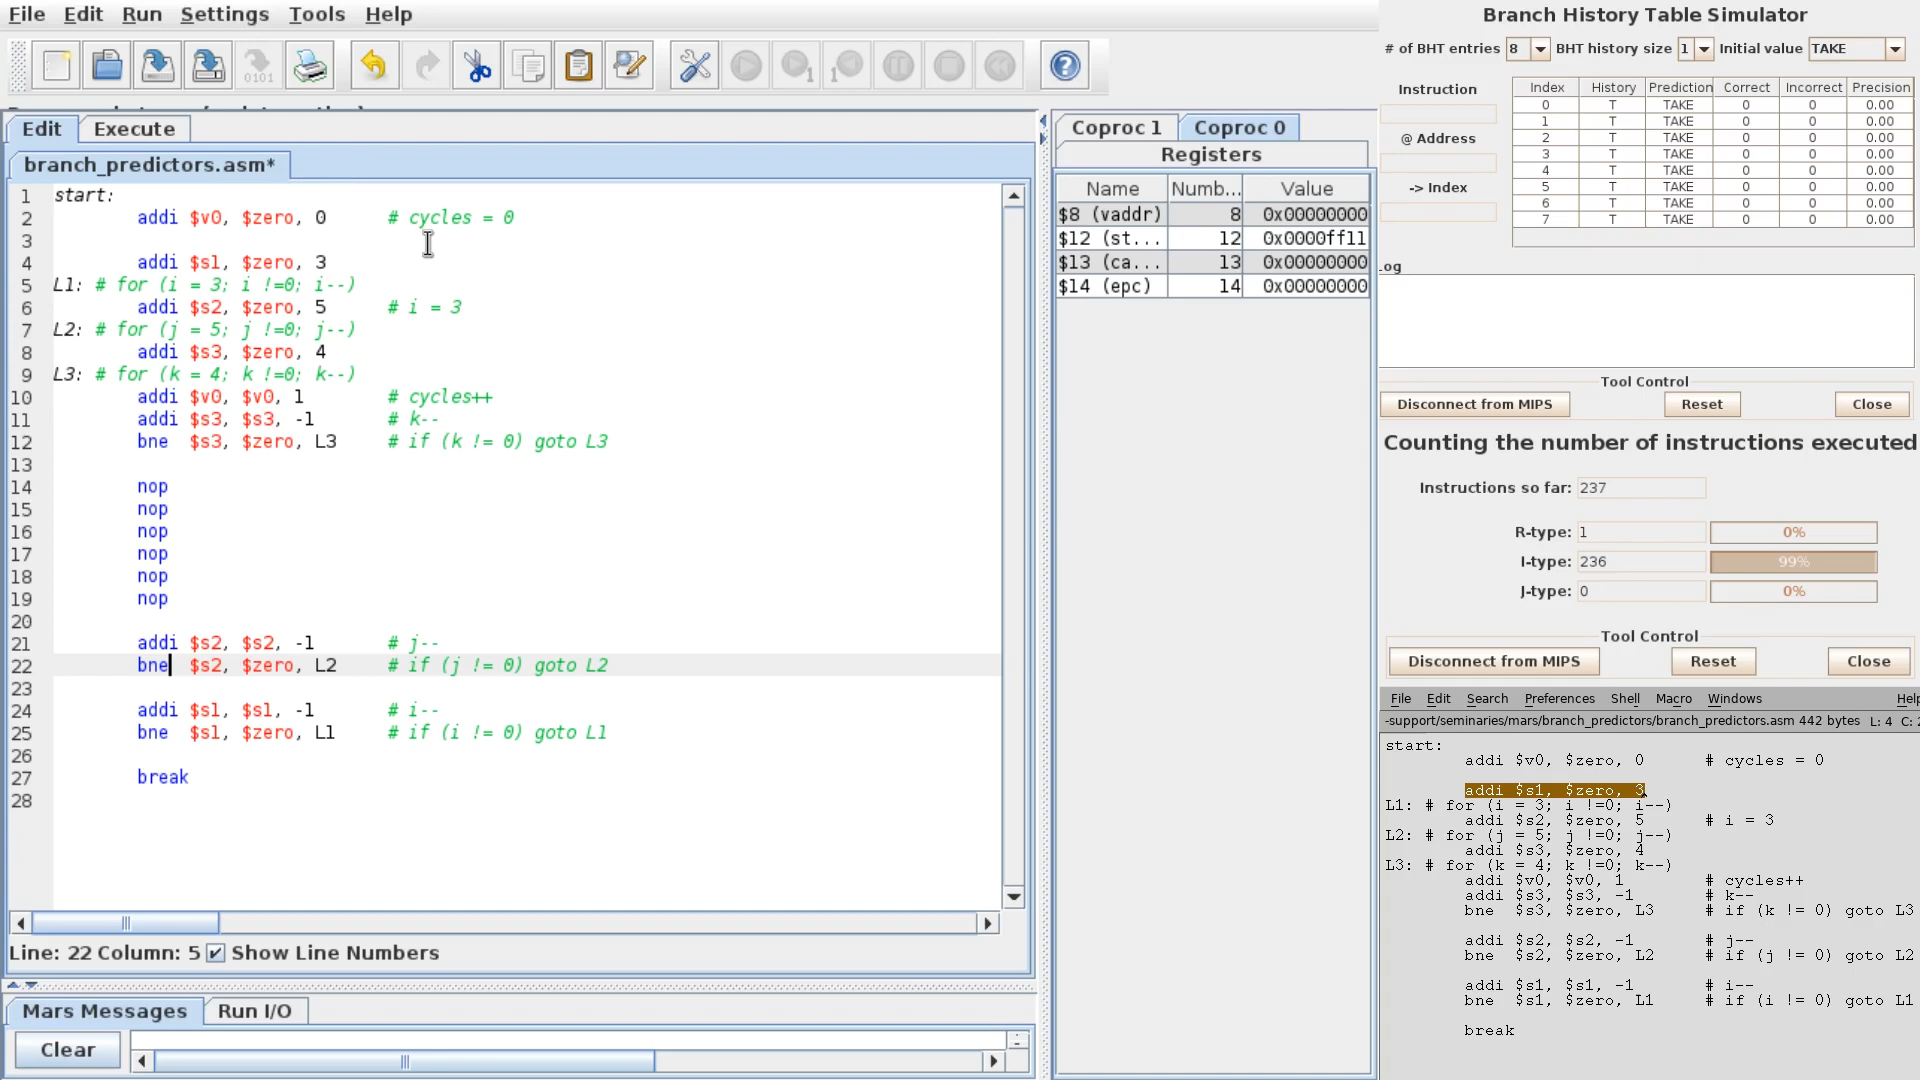 File Edit Run Settings Tools Help
Edit Execute
branch_predictors.asm*
1 start:
2 addi $v0, $zero, 0 # cycles = 0
3
4 addi $s1, $zero, 3
5 L1: # for (i = 3; i !=0; i--)
6 addi $s2, $zero, 5 # i = 3
7 L2: # for (j = 5; j !=0; j--)
8 addi $s3, $zero, 4
9 L3: # for (k = 4; k !=0; k--)
10 addi $v0, $v0, 1 # cycles++
11 addi $s3, $s3, -1 # k--
12 bne $s3, $zero, L3 # if (k != 0) goto L3
13
14 nop
15 nop
16 nop
17 nop
18 nop
19 nop
20
21 addi $s2, $s2, -1 # j--
22 bne $s2, $zero, L2 # if (j != 0) goto L2
23
24 addi $s1, $s1, -1 # i--
25 bne $s1, $zero, L1 # if (i != 0) goto L1
26
27 break
28
Line: 22 Column: 5 Show Line Numbers
Mars Messages Run I/O
Clear
Coproc 1 Coproc 0
Registers
Name Numb... Value
$8 (vaddr) 8 0x00000000
$12 (st... 12 0x0000ff11
$13 (ca... 13 0x00000000
$14 (epc) 14 0x00000000
Branch History Table Simulator
# of BHT entries 8 BHT history size 1 Initial value TAKE
Instruction
@ Address
-> Index
Index History Prediction Correct Incorrect Precision
0 T TAKE 0 0 0.00
1 T TAKE 0 0 0.00
2 T TAKE 0 0 0.00
3 T TAKE 0 0 0.00
4 T TAKE 0 0 0.00
5 T TAKE 0 0 0.00
6 T TAKE 0 0 0.00
7 T TAKE 0 0 0.00
Log
Tool Control
Disconnect from MIPS Reset Close
Counting the number of instructions executed
Instructions so far: 237
R-type: 1 0%
I-type: 236 99%
J-type: 0 0%
Tool Control
Disconnect from MIPS Reset Close
File Edit Search Preferences Shell Macro Windows Help
-support/seminaries/mars/branch_predictors/branch_predictors.asm 442 bytes L: 4 C: 2
start:
addi $v0, $zero, 0 # cycles = 0
addi $s1, $zero, 3
L1: # for (i = 3; i !=0; i--)
addi $s2, $zero, 5 # i = 3
L2: # for (j = 5; j !=0; j--)
addi $s3, $zero, 4
L3: # for (k = 4; k !=0; k--)
addi $v0, $v0, 1 # cycles++
addi $s3, $s3, -1 # k--
bne $s3, $zero, L3 # if (k != 0) goto L3
addi $s2, $s2, -1 # j--
bne $s2, $zero, L2 # if (j != 0) goto L2
addi $s1, $s1, -1 # i--
bne $s1, $zero, L1 # if (i != 0) goto L1
break